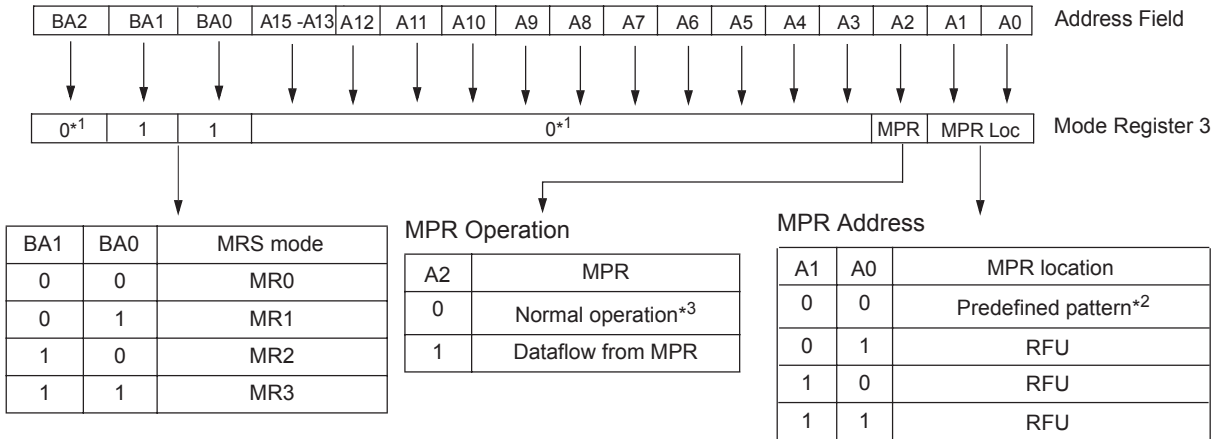 BA2 BA1 BA0 A15 -A13 A12 A11 A10 A9 A8 A7 A6 A5 A4 A3 A2 A1 A0 Address Field
0*1 1 1 0*1 MPR MPR Loc Mode Register 3
BA1 BA0 MRS mode
0 0 MR0
0 1 MR1
1 0 MR2
1 1 MR3
MPR Operation
A2 MPR
0 Normal operation*3
1 Dataflow from MPR
MPR Address
A1 A0 MPR location
0 0 Predefined pattern*2
0 1 RFU
1 0 RFU
1 1 RFU